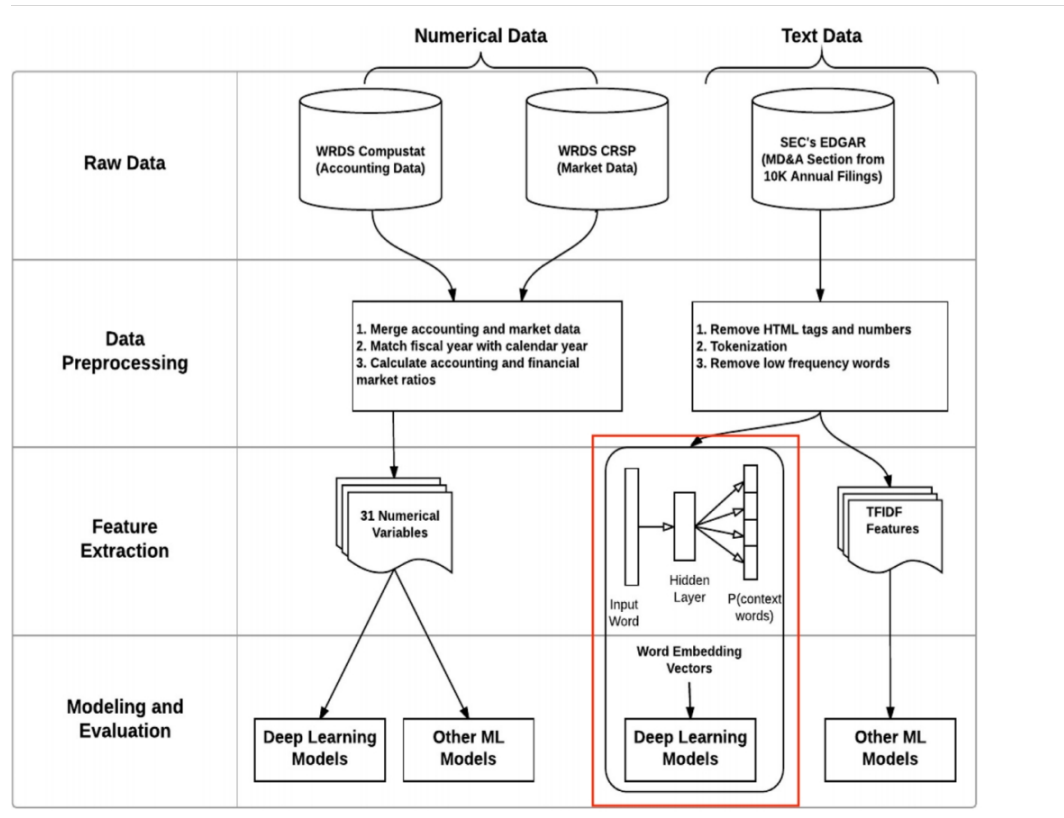 Numerical Data
Text Data
Raw Data
WRDS Compustat
(Accounting Data)
WRDS CRSP
(Market Data)
SEC's EDGAR
(MD&A Section from
10K Annual Filings)
Data
Preprocessing
1. Merge accounting and market data
2. Match fiscal year with calendar year
3. Calculate accounting and financial
market ratios
1. Remove HTML tags and numbers
2. Tokenization
3. Remove low frequency words
Feature
Extraction
31 Numerical
Variables
Input
Word
Hidden
Layer
P(context
words)
TFIDF
Features
Modeling and
Evaluation
Deep Learning
Models
Other ML
Models
Word Embedding
Vectors
Deep Learning
Models
Other ML
Models